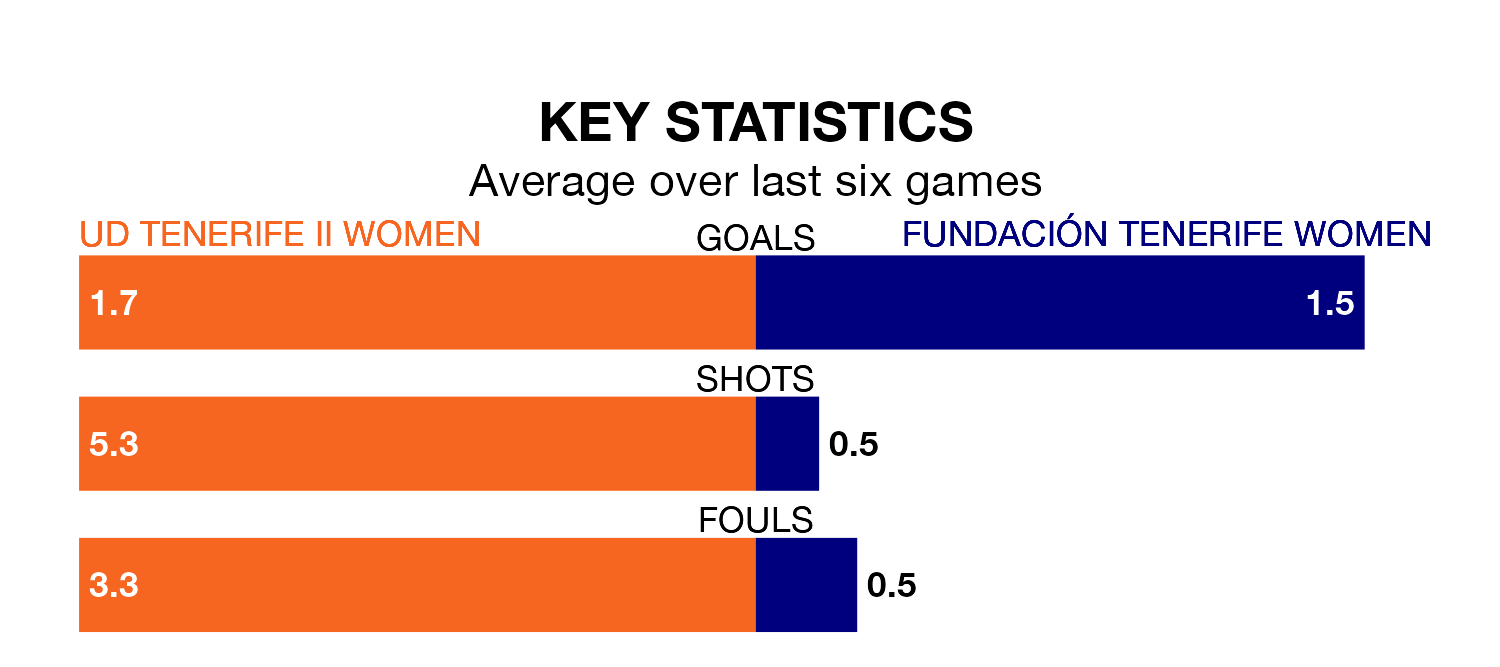 KEY STATISTICS
Average over last six games
UD TENERIFE II WOMEN GOALS FUNDACIÓN TENERIFE WOMEN
1.7 1.5
SHOTS
5.3 0.5
FOULS
3.3 0.5